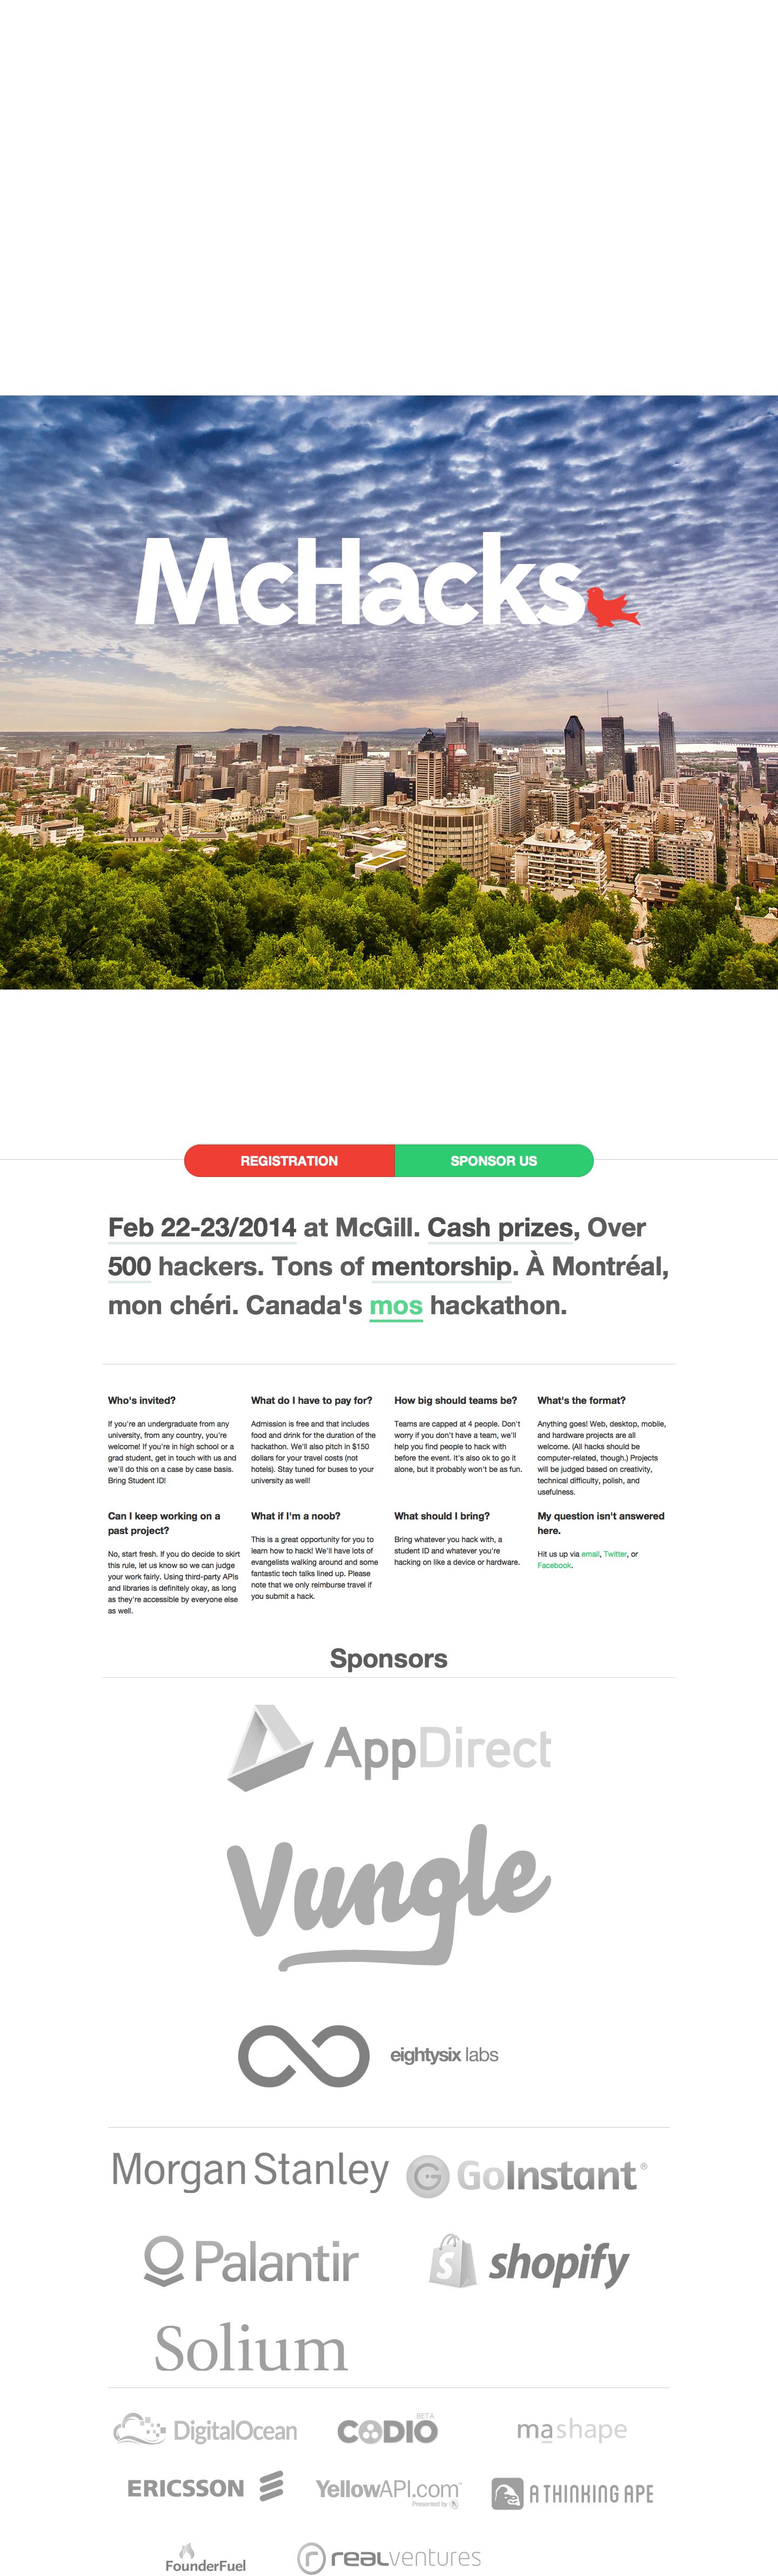 McHacks
REGISTRATION
SPONSOR US
Feb 22-23/2014 at McGill. Cash prizes, Over
500 hackers. Tons of mentorship. À Montréal,
mon chéri. Canada's mos hackathon.
Who's invited?
If you're an undergraduate from any
university, from any country, you're
welcome! If you're in high school or a
grad student, get in touch with us and
we'll do this on a case by case basis.
Bring Student ID!
What do I have to pay for?
Admission is free and that includes
food and drink for the duration of the
hackathon. We'll also pitch in $150
dollars for your travel costs (not
hotels). Stay tuned for buses to your
university as well!
How big should teams be?
Teams are capped at 4 people. Don't
worry if you don't have a team, we'll
help you find people to hack with
before the event. It's also ok to go it
alone, but it probably won't be as fun.
What's the format?
Anything goes! Web, desktop, mobile,
and hardware projects are all
welcome. (All hacks should be
computer-related, though.) Projects
will be judged based on creativity,
technical difficulty, polish, and
usefulness.
Can I keep working on a
past project?
No, start fresh. If you do decide to skirt
this rule, let us know so we can judge
your work fairly. Using third-party APIs
and libraries is definitely okay, as long
as they're accessible by everyone else
as well.
What if I'm a noob?
This is a great opportunity for you to
learn how to hack! We'll have lots of
evangelists walking around and some
fantastic tech talks lined up. Please
note that we only reimburse travel if
you submit a hack.
What should I bring?
Bring whatever you hack with, a
student ID and whatever you're
hacking on like a device or hardware.
My question isn't answered
here.
Hit us up via email, Twitter, or
Facebook.
Sponsors
AppDirect
Vungle
eightysix labs
Morgan Stanley
GoInstant®
Palantir
shopify
Solium
DigitalOcean
CODIO
BETA
mashape
ERICSSON
YellowAPI.com™
Presented by
A THINKING APE
FounderFuel
realventures